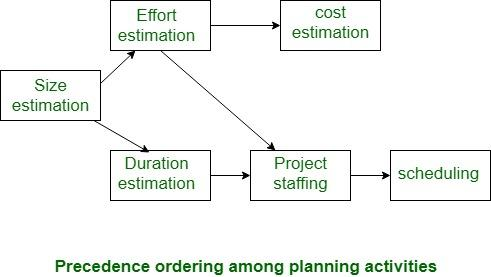 Effort
estimation
cost
estimation
Size
estimation
Duration
estimation
Project
staffing
scheduling
Precedence ordering among planning activities